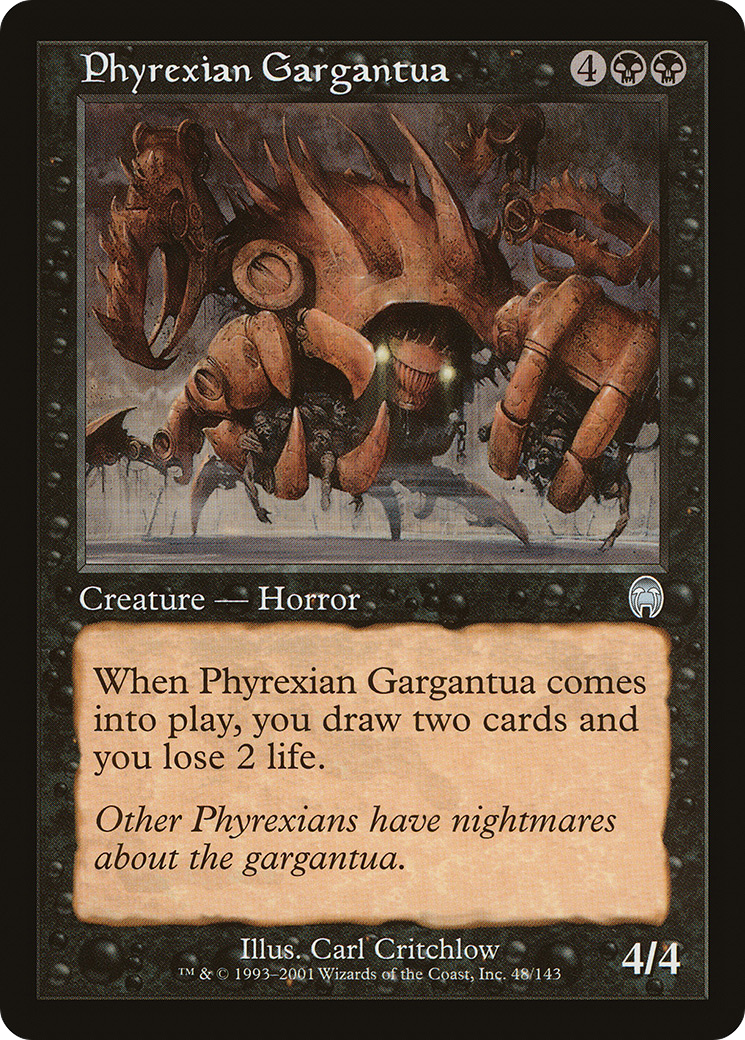 Phyrexian Gargantua 4
Creature — Horror
When Phyrexian Gargantua comes
into play, you draw two cards and
you lose 2 life.
Other Phyrexians have nightmares
about the gargantua.
Illus. Carl Critchlow
™ & © 1993–2001 Wizards of the Coast, Inc. 48/143
4/4